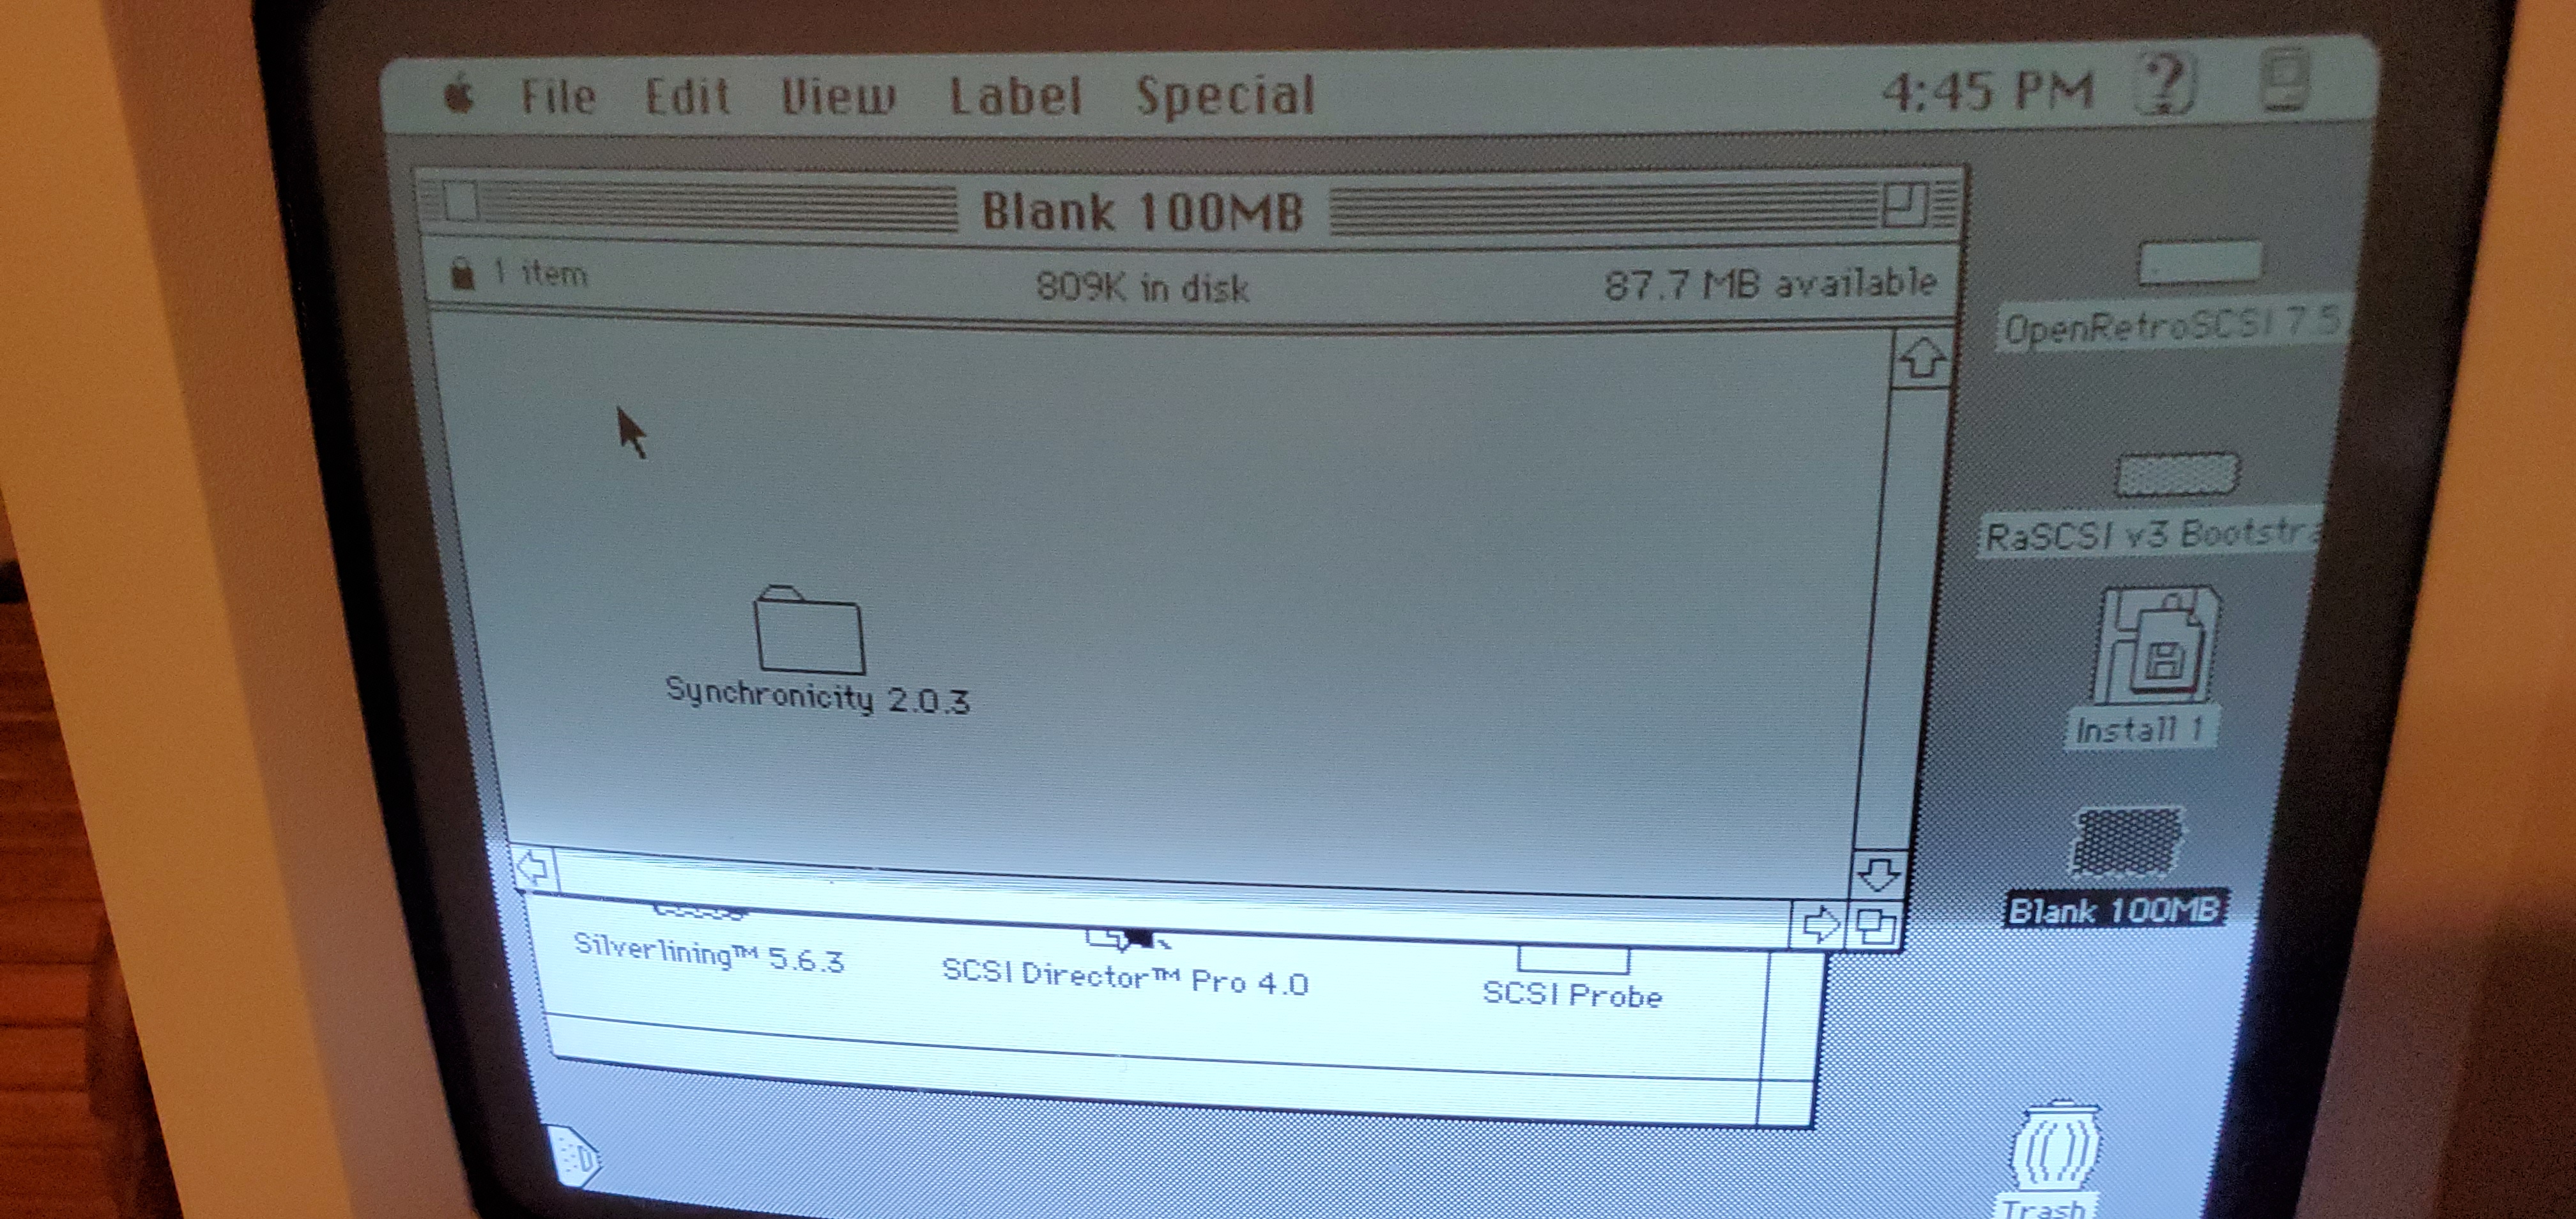 File Edit View Label Special 4:45 PM
Blank 100MB
1 item 809K in disk 87.7 MB available
OpenRetroSCSI 7.5
RaSCSI v3 Bootstra
Synchronicity 2.0.3
Install 1
Blank 100MB
Silverlining™ 5.6.3 SCSI Director™ Pro 4.0 SCSI Probe
Trash